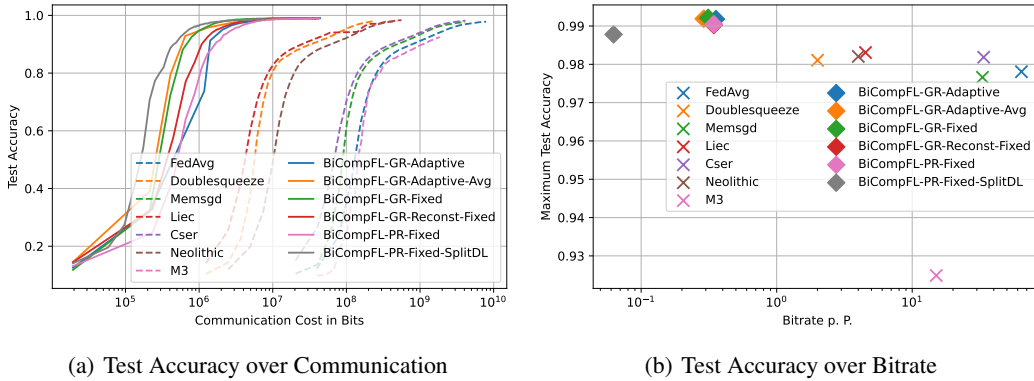 1.0
0.8
0.6
0.4
0.2
Test Accuracy
FedAvg
Doublesqueeze
Memsgd
Liec
Cser
Neolithic
M3
BiCompFL-GR-Adaptive
BiCompFL-GR-Adaptive-Avg
BiCompFL-GR-Fixed
BiCompFL-GR-Reconst-Fixed
BiCompFL-PR-Fixed
BiCompFL-PR-Fixed-SplitDL
10^5 10^6 10^7 10^8 10^9 10^10
Communication Cost in Bits
(a) Test Accuracy over Communication
0.99
0.98
0.97
0.96
0.95
0.94
0.93
Maximum Test Accuracy
FedAvg
Doublesqueeze
Memsgd
Liec
Cser
Neolithic
M3
BiCompFL-GR-Adaptive
BiCompFL-GR-Adaptive-Avg
BiCompFL-GR-Fixed
BiCompFL-GR-Reconst-Fixed
BiCompFL-PR-Fixed
BiCompFL-PR-Fixed-SplitDL
10^−1 10^0 10^1
Bitrate p. P.
(b) Test Accuracy over Bitrate